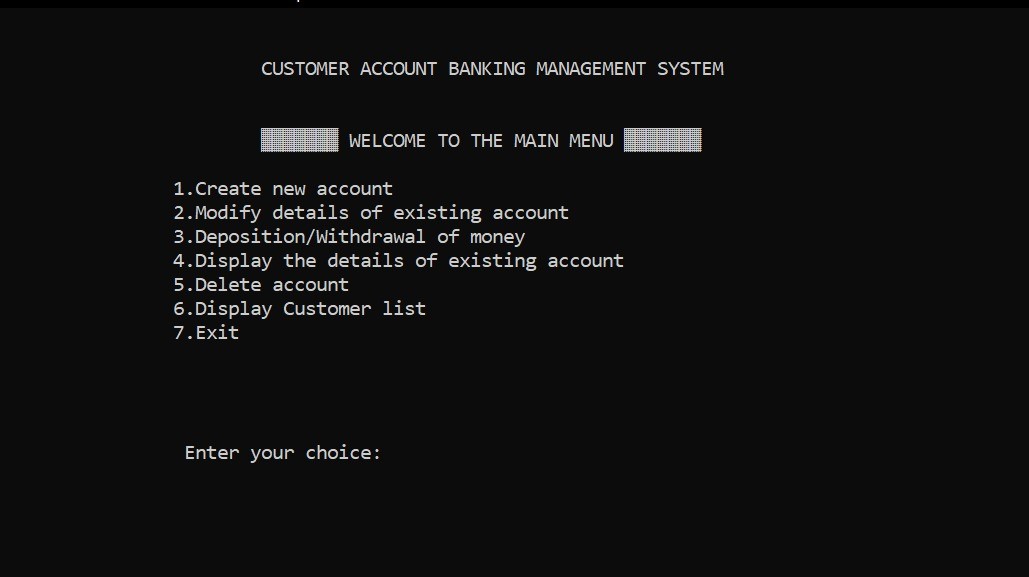 CUSTOMER ACCOUNT BANKING MANAGEMENT SYSTEM
▓▓▓▓▓▓▓ WELCOME TO THE MAIN MENU ▓▓▓▓▓▓▓
1.Create new account
2.Modify details of existing account
3.Deposition/Withdrawal of money
4.Display the details of existing account
5.Delete account
6.Display Customer list
7.Exit
Enter your choice: